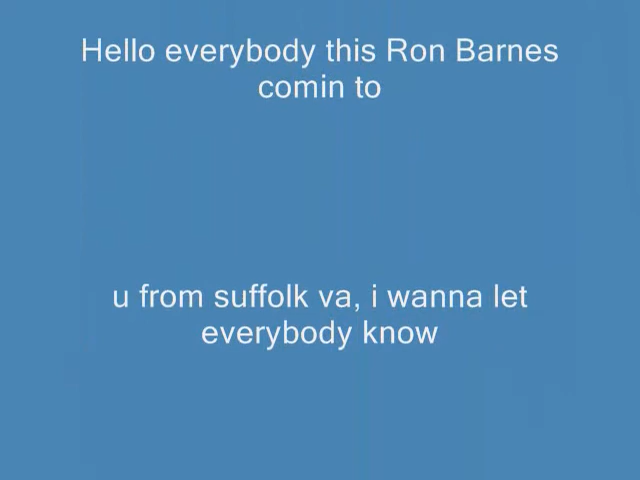 Hello everybody this Ron Barnes
comin to
u from suffolk va, i wanna let
everybody know